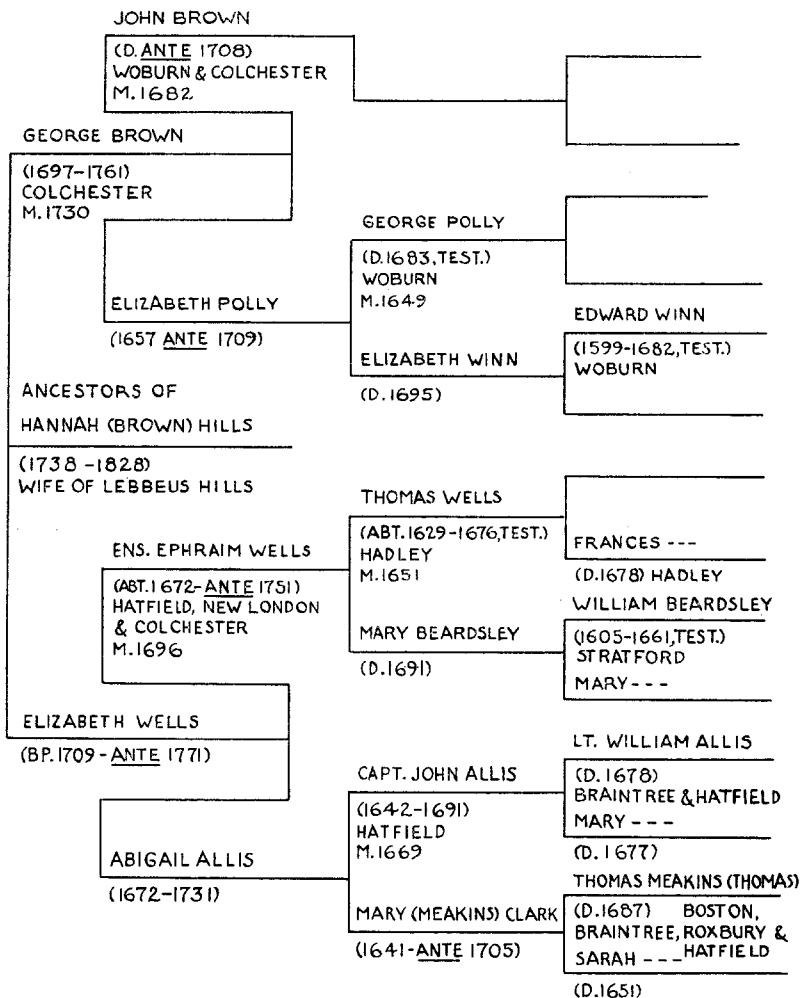 JOHN BROWN
(D. ANTE 1708)
WOBURN & COLCHESTER
M.1682
GEORGE BROWN
(1697-1761)
COLCHESTER
M.1730
ELIZABETH POLLY
(1657 ANTE 1709)
GEORGE POLLY
(D.1683,TEST.)
WOBURN
M.1649
ELIZABETH WINN
(D.1695)
EDWARD WINN
(1599-1682,TEST.)
WOBURN
ANCESTORS OF
HANNAH (BROWN) HILLS
(1738-1828)
WIFE OF LEBBEUS HILLS
ENS. EPHRAIM WELLS
(ABT.1672-ANTE 1751)
HATFIELD, NEW LONDON
& COLCHESTER
M.1696
THOMAS WELLS
(ABT.1629-1676,TEST.)
HADLEY
M.1651
MARY BEARDSLEY
(D.1691)
FRANCES ---
(D.1678) HADLEY
WILLIAM BEARDSLEY
(1605-1661,TEST.)
STRATFORD
MARY ---
ELIZABETH WELLS
(BP.1709-ANTE 1771)
ABIGAIL ALLIS
(1672-1731)
CAPT. JOHN ALLIS
(1642-1691)
HATFIELD
M.1669
MARY (MEAKINS) CLARK
(1641-ANTE 1705)
LT. WILLIAM ALLIS
(D.1678)
BRAINTREE & HATFIELD
MARY ---
(D.1677)
THOMAS MEAKINS (THOMAS)
(D.1687) BOSTON,
BRAINTREE, ROXBURY &
SARAH --- HATFIELD
(D.1651)